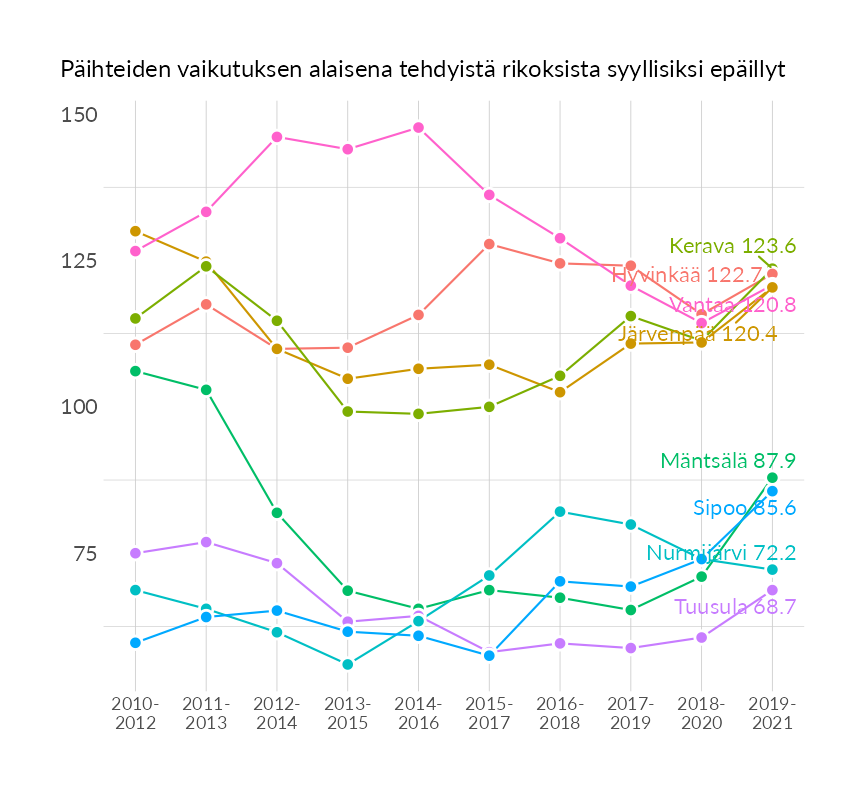 Päihteiden vaikutuksen alaisena tehdyistä rikoksista syyllisiksi epäillyt
150
125
100
75
Kerava 123.6
Hyvinkää 122.7
Vantaa 120.8
Järvenpää 120.4
Mäntsälä 87.9
Sipoo 85.6
Nurmijärvi 72.2
Tuusula 68.7
2010- 2011- 2012- 2013- 2014- 2015- 2016- 2017- 2018- 2019-
2012 2013 2014 2015 2016 2017 2018 2019 2020 2021